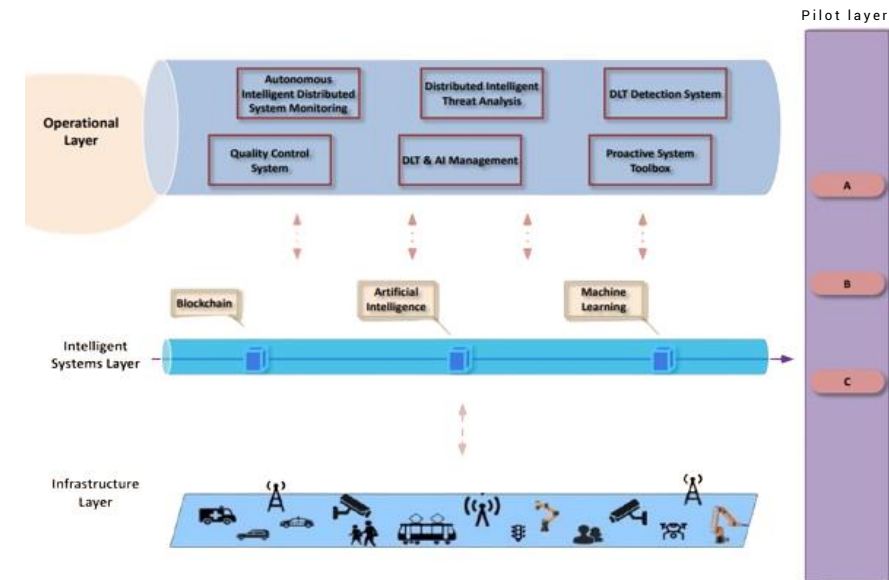 Pilot layer
Autonomous
Intelligent Distributed
System Monitoring
Distributed Intelligent
Threat Analysis
DLT Detection System
Operational
Layer
Quality Control
System
DLT & AI Management
Proactive System
Toolbox
A
B
C
Blockchain
Artificial
Intelligence
Machine
Learning
Intelligent
Systems Layer
Infrastructure
Layer